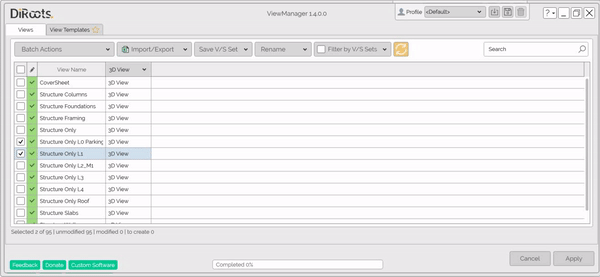 DiRoots
ViewManager 1.4.0.0
Profile <Default>
? - _ ✕
Views View Templates
Batch Actions Import/Export Save V/S Set Rename Filter by V/S Sets Search
View Name 3D View
CoverSheet 3D View
Structure Columns 3D View
Structure Foundations 3D View
Structure Framing 3D View
Structure Only 3D View
Structure Only L0 Parking 3D View
Structure Only L1 3D View
Structure Only L2_M1 3D View
Structure Only L3 3D View
Structure Only L4 3D View
Structure Only Roof 3D View
Structure Slabs 3D View
Selected 2 of 95 | unmodified 95 | modified 0 | to create 0
Feedback Donate Custom Software Completed 0% Cancel Apply